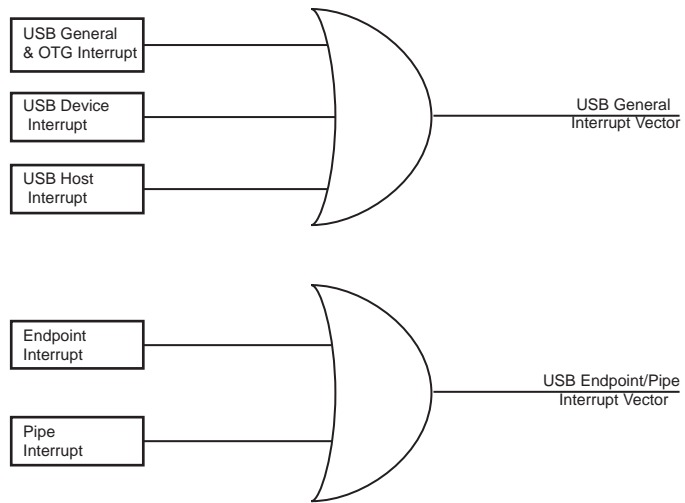 USB General
& OTG Interrupt
USB Device
Interrupt
USB Host
Interrupt
USB General
Interrupt Vector
Endpoint
Interrupt
Pipe
Interrupt
USB Endpoint/Pipe
Interrupt Vector